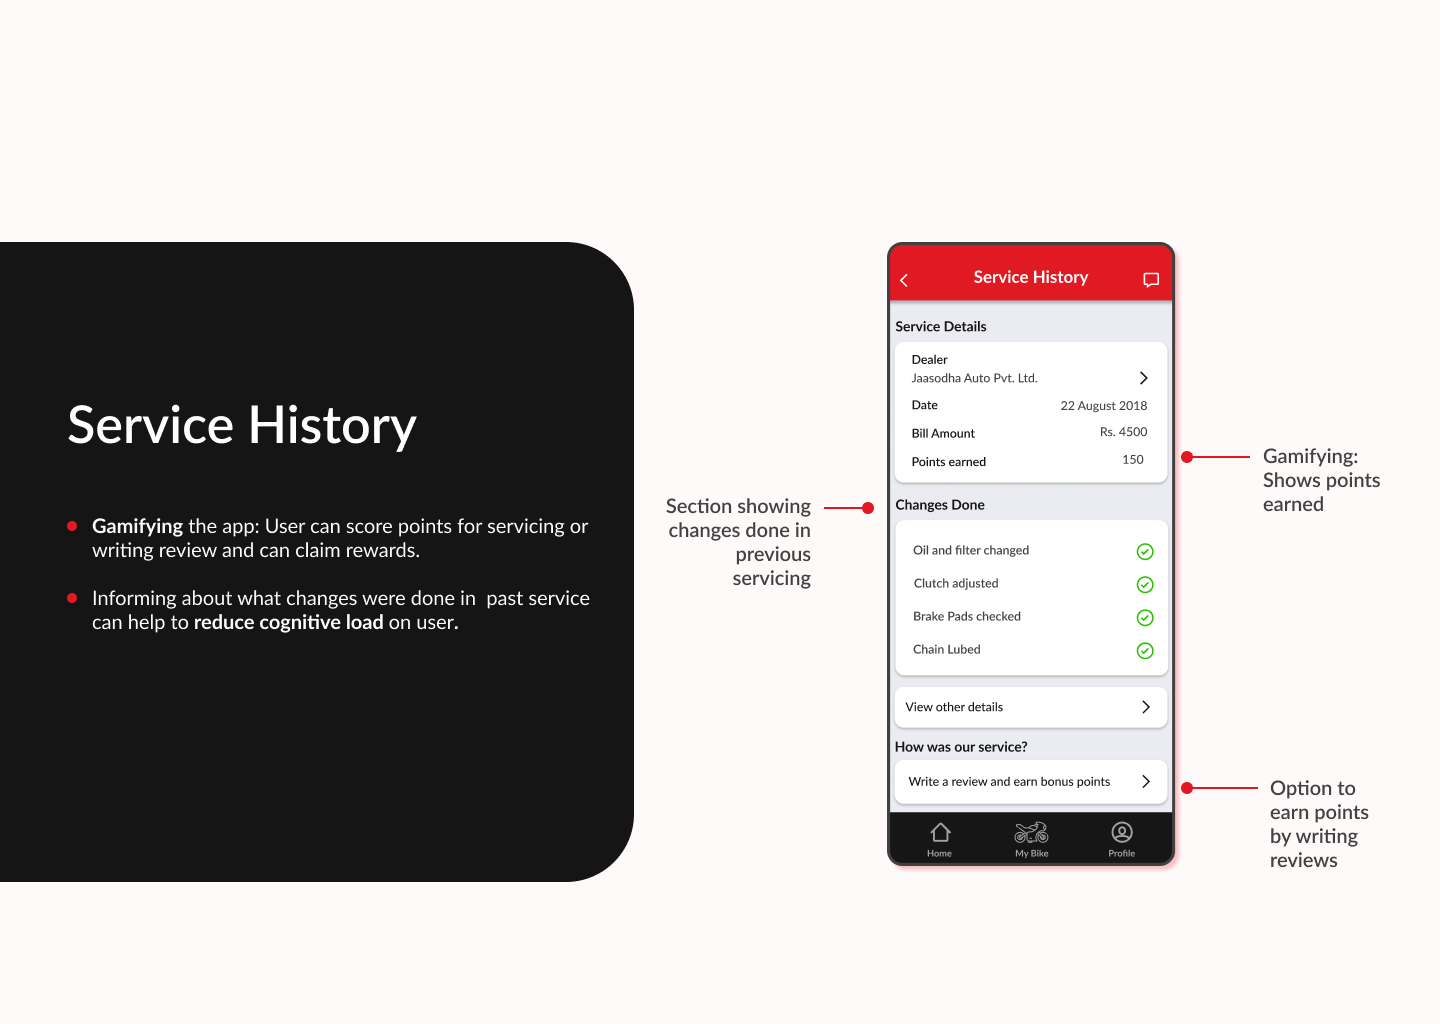 Service History
Gamifying the app: User can score points for servicing or
writing review and can claim rewards.
Informing about what changes were done in  past service
can help to reduce cognitive load on user.
Section showing
changes done in
previous
servicing
Service History
Service Details
Dealer
Jaasodha Auto Pvt. Ltd.
Date 22 August 2018
Bill Amount Rs. 4500
Points earned 150
Changes Done
Oil and filter changed
Clutch adjusted
Brake Pads checked
Chain Lubed
View other details
How was our service?
Write a review and earn bonus points
Home My Bike Profile
Gamifying:
Shows points
earned
Option to
earn points
by writing
reviews